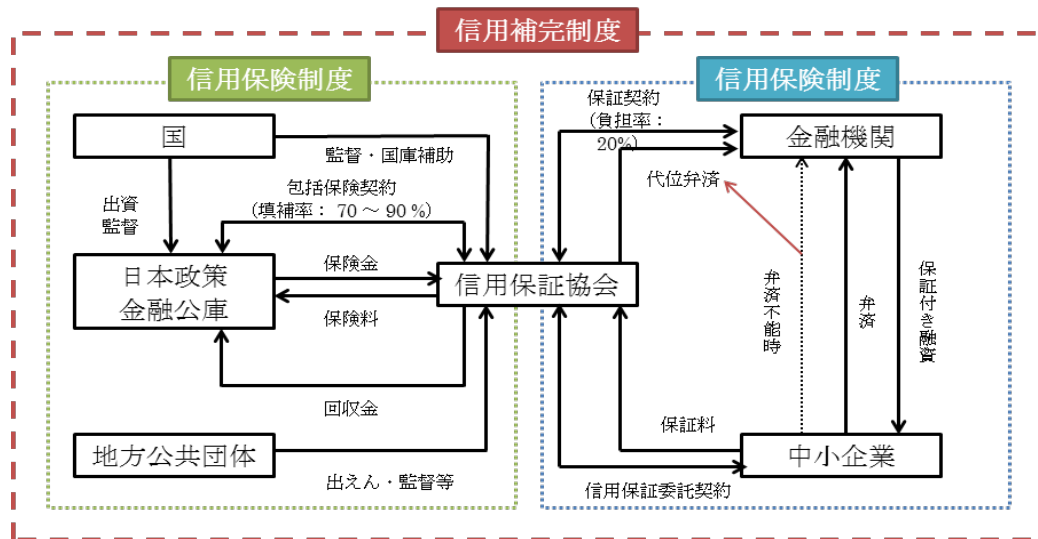 信用補完制度
信用保険制度
信用保険制度
国
監督・国庫補助
出資
監督
包括保険契約
(填補率： 70 ～ 90 %)
日本政策
金融公庫
保険金
保険料
信用保証協会
回収金
地方公共団体
出えん・監督等
保証契約
(負担率：
20%)
金融機関
代位弁済
弁済不能時
弁済
保証付き融資
保証料
中小企業
信用保証委託契約